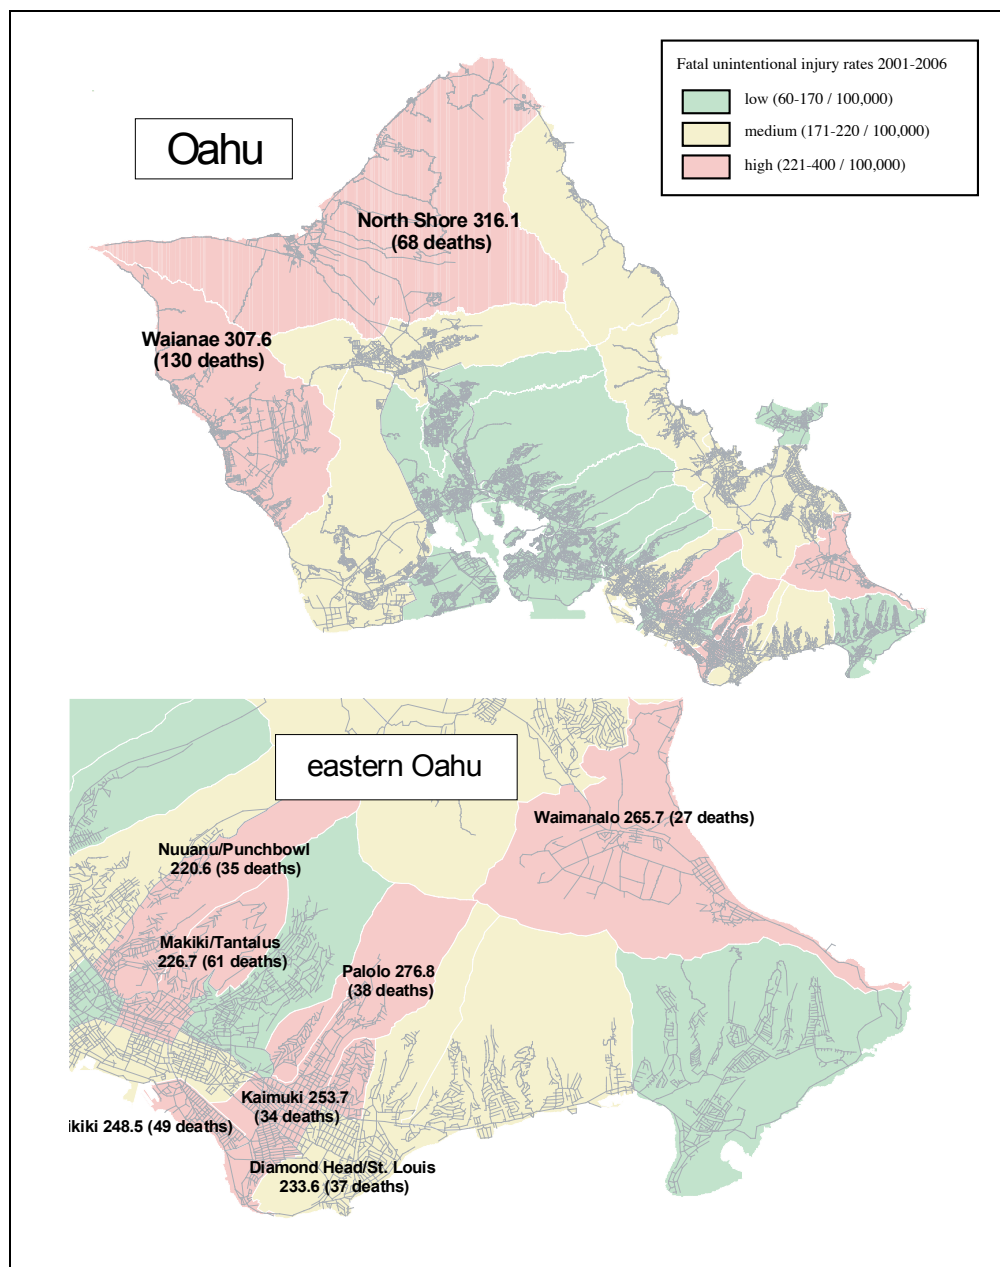 Fatal unintentional injury rates 2001-2006
low (60-170 / 100,000)
medium (171-220 / 100,000)
high (221-400 / 100,000)
Oahu
North Shore 316.1
(68 deaths)
Waianae 307.6
(130 deaths)
eastern Oahu
Waimanalo 265.7 (27 deaths)
Nuuanu/Punchbowl
220.6 (35 deaths)
Makiki/Tantalus
226.7 (61 deaths)
Palolo 276.8
(38 deaths)
Kaimuki 253.7
(34 deaths)
ikiki 248.5 (49 deaths)
Diamond Head/St. Louis
233.6 (37 deaths)